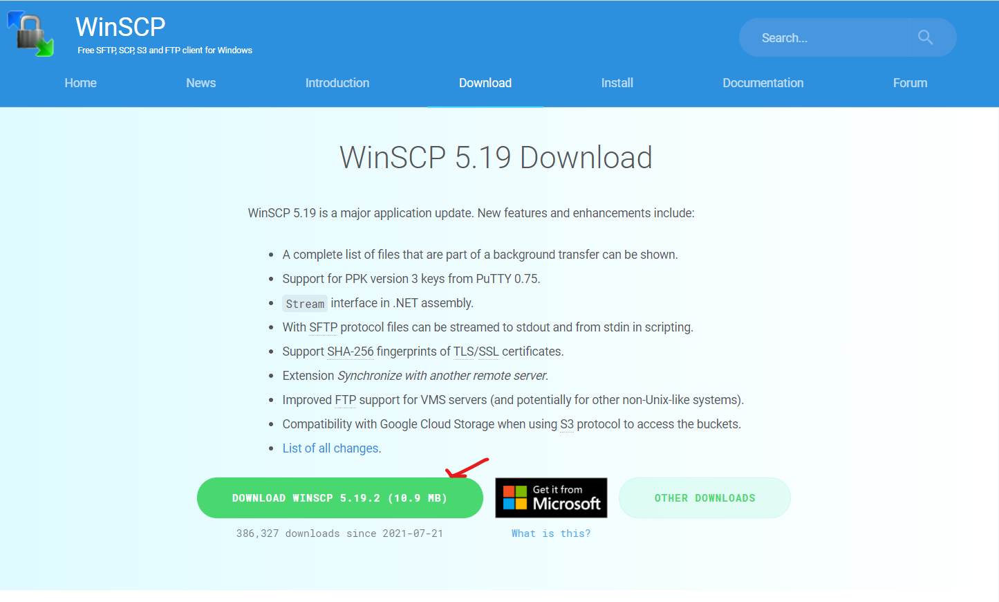 WinSCP
Free SFTP, SCP, S3 and FTP client for Windows
Search...
Home News Introduction Download Install Documentation Forum
WinSCP 5.19 Download
WinSCP 5.19 is a major application update. New features and enhancements include:
A complete list of files that are part of a background transfer can be shown.
Support for PPK version 3 keys from PuTTY 0.75.
Stream interface in .NET assembly.
With SFTP protocol files can be streamed to stdout and from stdin in scripting.
Support SHA-256 fingerprints of TLS/SSL certificates.
Extension Synchronize with another remote server.
Improved FTP support for VMS servers (and potentially for other non-Unix-like systems).
Compatibility with Google Cloud Storage when using S3 protocol to access the buckets.
List of all changes.
DOWNLOAD WINSCP 5.19.2 (10.9 MB)
Get it from
Microsoft
OTHER DOWNLOADS
386,327 downloads since 2021-07-21
What is this?